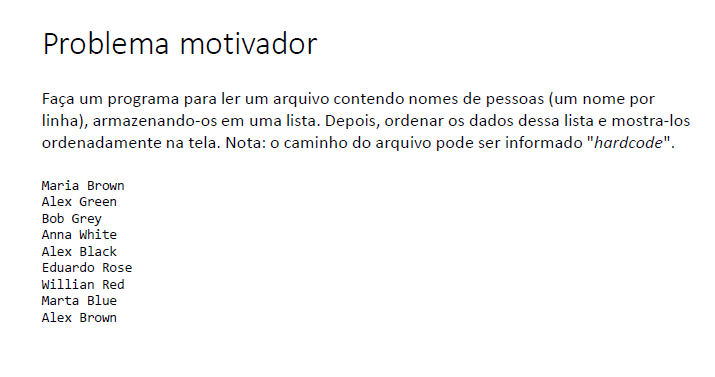 Problema motivador
Faça um programa para ler um arquivo contendo nomes de pessoas (um nome por
linha), armazenando-os em uma lista. Depois, ordenar os dados dessa lista e mostra-los
ordenadamente na tela. Nota: o caminho do arquivo pode ser informado "hardcode".
Maria Brown
Alex Green
Bob Grey
Anna White
Alex Black
Eduardo Rose
Willian Red
Marta Blue
Alex Brown